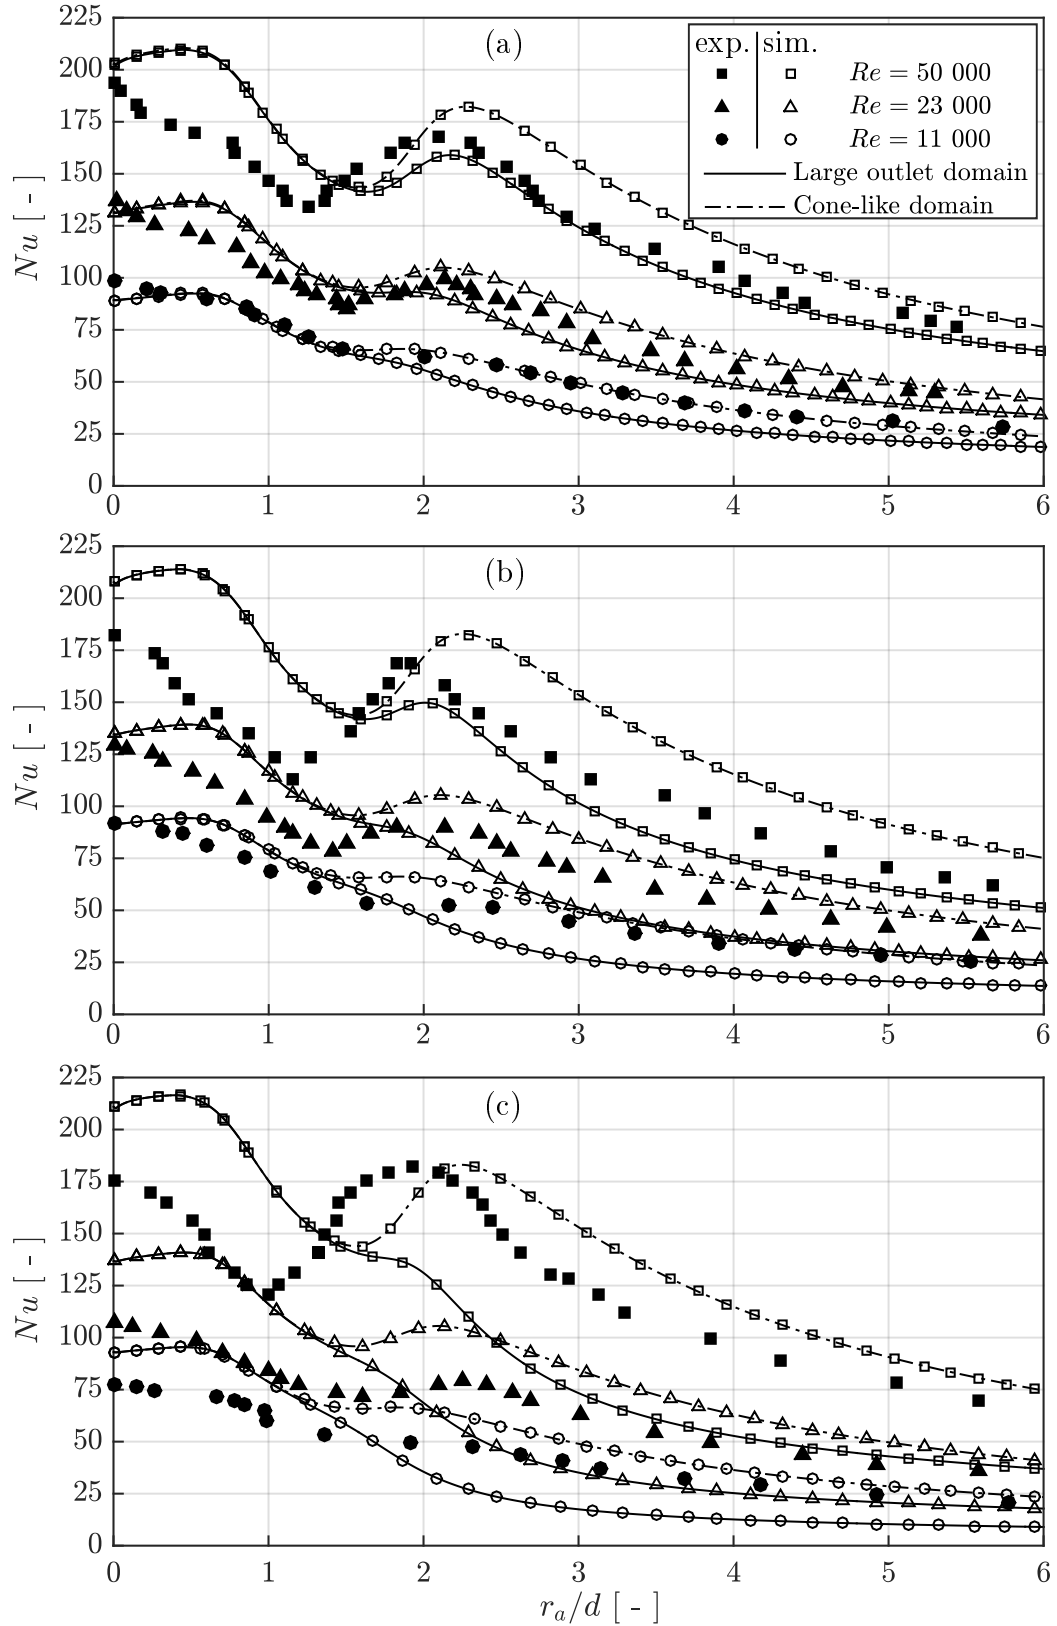 225
200
175
150
125
100
75
50
25
0
Nu [ - ]
(a)
exp. sim.
Re = 50 000
Re = 23 000
Re = 11 000
Large outlet domain
Cone-like domain
0 1 2 3 4 5 6
225
200
175
150
125
100
75
50
25
0
Nu [ - ]
(b)
0 1 2 3 4 5 6
225
200
175
150
125
100
75
50
25
0
Nu [ - ]
(c)
0 1 2 3 4 5 6
rₐ/d [ - ]